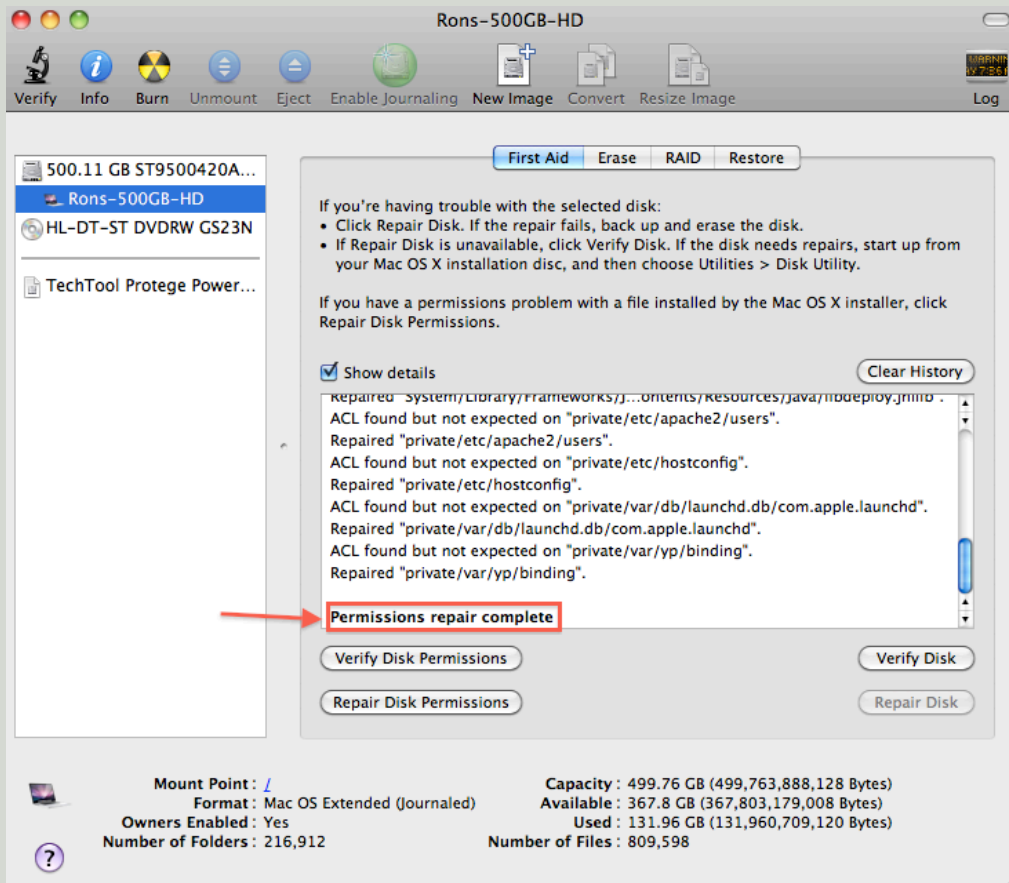 Rons-500GB-HD
Verify Info Burn Unmount Eject Enable Journaling New Image Convert Resize Image Log
500.11 GB ST9500420A...
Rons-500GB-HD
HL-DT-ST DVDRW GS23N
TechTool Protege Power...
First Aid Erase RAID Restore
If you're having trouble with the selected disk:
• Click Repair Disk. If the repair fails, back up and erase the disk.
• If Repair Disk is unavailable, click Verify Disk. If the disk needs repairs, start up from
your Mac OS X installation disc, and then choose Utilities > Disk Utility.
If you have a permissions problem with a file installed by the Mac OS X installer, click
Repair Disk Permissions.
Show details
Clear History
Repaired "System/Library/Frameworks/J...ontents/Resources/Java/libdeploy.jnilib".
ACL found but not expected on "private/etc/apache2/users".
Repaired "private/etc/apache2/users".
ACL found but not expected on "private/etc/hostconfig".
Repaired "private/etc/hostconfig".
ACL found but not expected on "private/var/db/launchd.db/com.apple.launchd".
Repaired "private/var/db/launchd.db/com.apple.launchd".
ACL found but not expected on "private/var/yp/binding".
Repaired "private/var/yp/binding".
Permissions repair complete
Verify Disk Permissions Verify Disk
Repair Disk Permissions Repair Disk
Mount Point : /
Format : Mac OS Extended (Journaled)
Owners Enabled : Yes
Number of Folders : 216,912
Capacity : 499.76 GB (499,763,888,128 Bytes)
Available : 367.8 GB (367,803,179,008 Bytes)
Used : 131.96 GB (131,960,709,120 Bytes)
Number of Files : 809,598
?